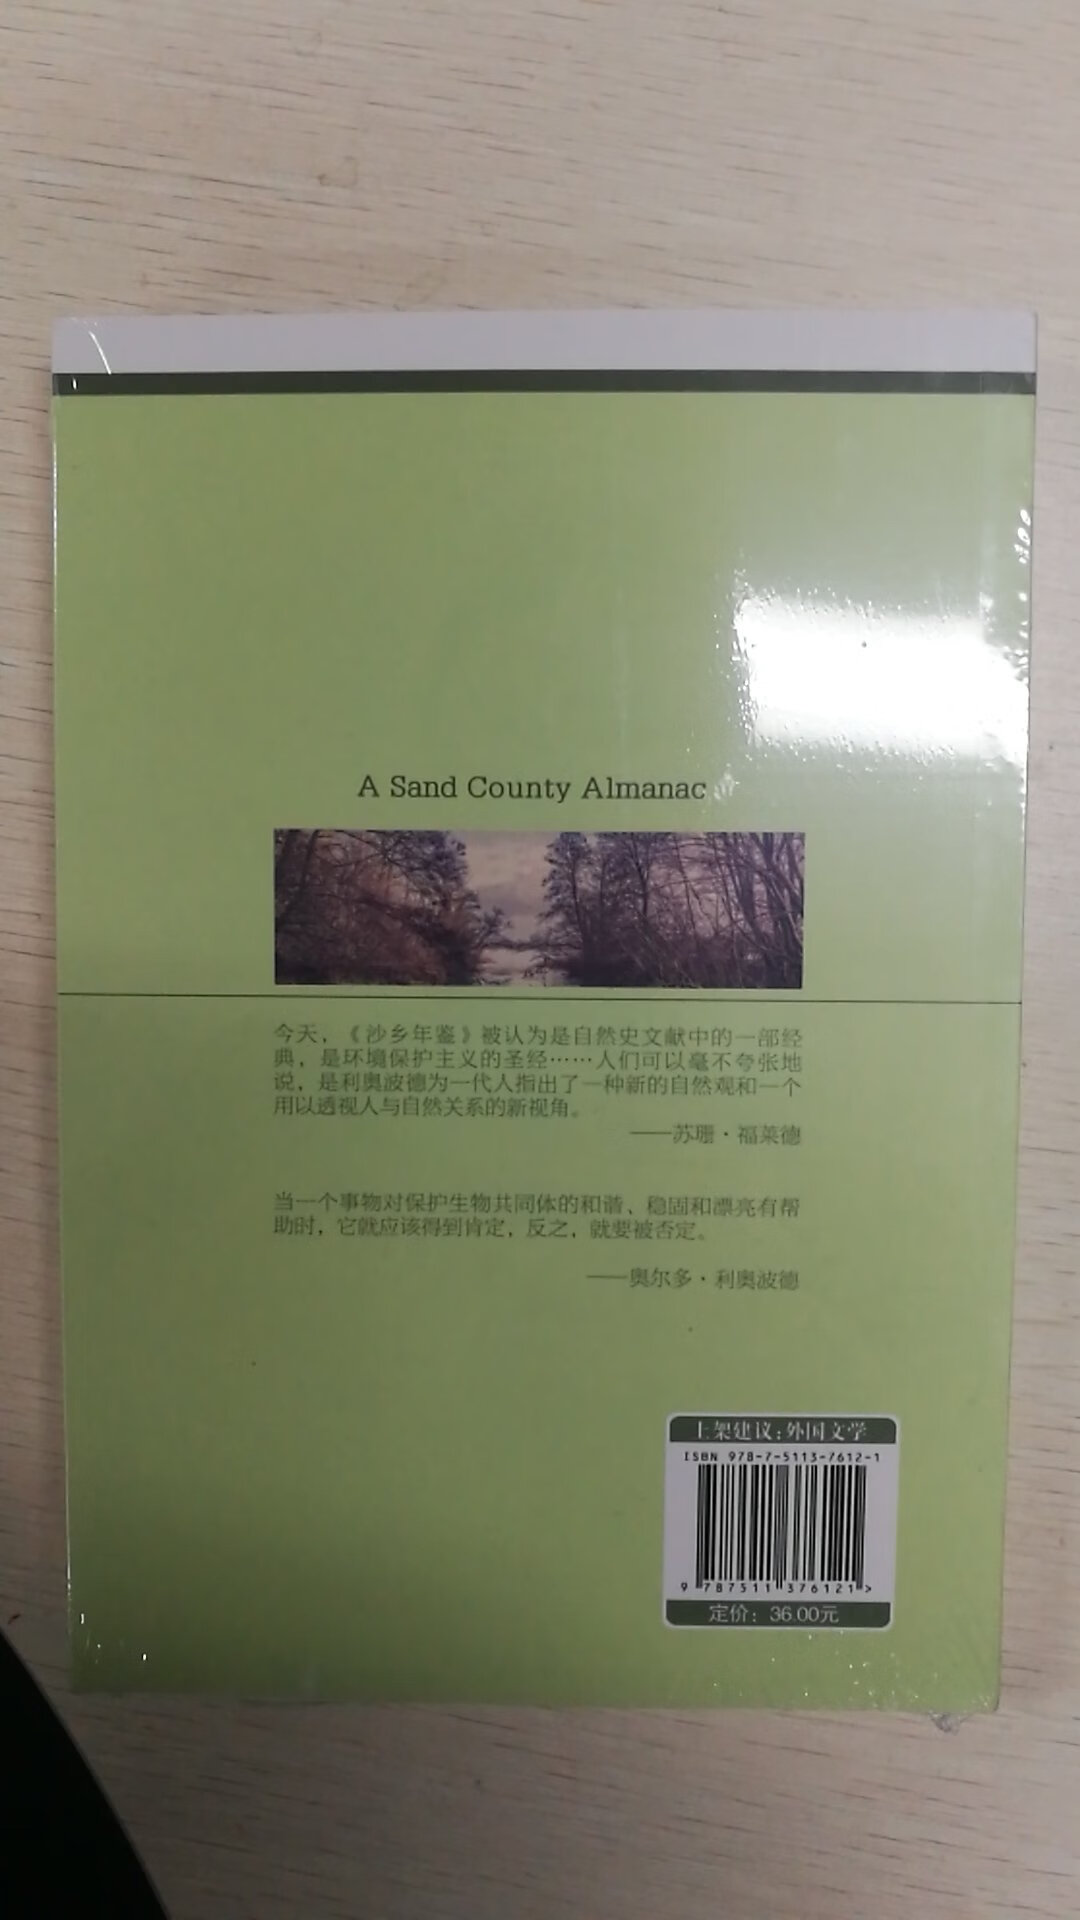 A Sand County Almanac
今天，《沙乡年鉴》被认为是自然史文献中的一部经
典，是环境保护主义的圣经……人们可以毫不夸张地
说，是利奥波德为一代人指出了一种新的自然观和一个
用以透视人与自然关系的新视角。
——苏珊·福莱德
当一个事物对保护生物共同体的和谐、稳固和漂亮有帮
助时，它就应该得到肯定，反之，就要被否定。
——奥尔多·利奥波德
上架建议：外国文学
ISBN 978-7-5113-7612-1
9 787511 376121 >
定价：36.00元